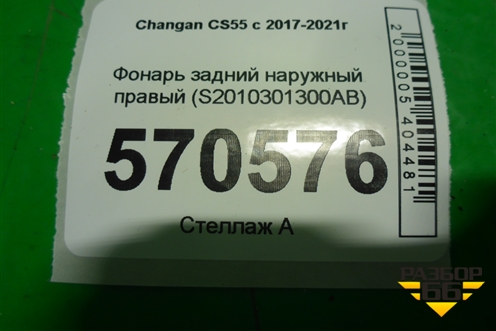 Changan CS55 с 2017-2021г
Фонарь задний наружный
правый (S2010301300AB)
570576
Стеллаж А
2000005404481
РАЗБОР
66